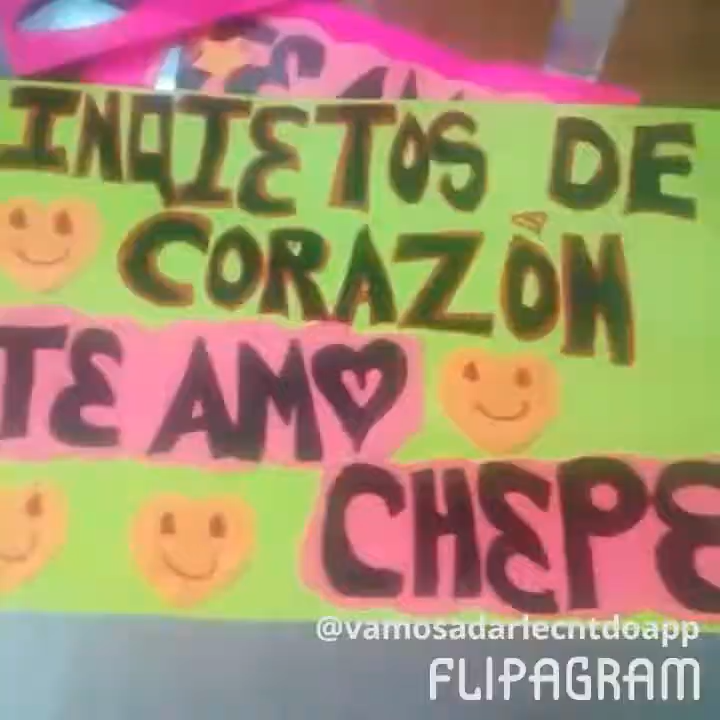 INQIETOS DE
CORAZÓN
TE AMO
CHEPE
@vamosadarlecntdoapp
FLIPAGRAM